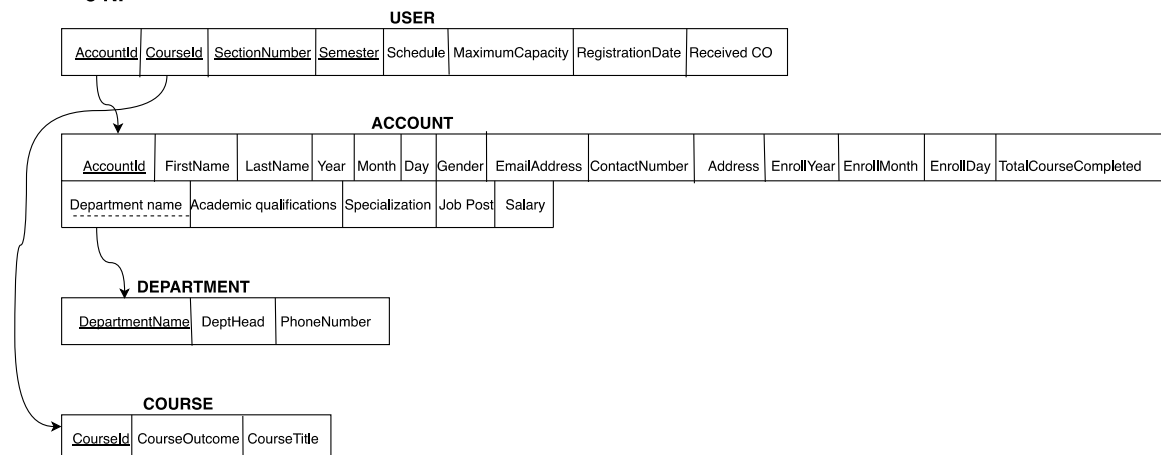 USER
AccountId CourseId SectionNumber Semester Schedule MaximumCapacity RegistrationDate Received CO
ACCOUNT
AccountId FirstName LastName Year Month Day Gender EmailAddress ContactNumber Address EnrollYear EnrollMonth EnrollDay TotalCourseCompleted
Department name Academic qualifications Specialization Job Post Salary
DEPARTMENT
DepartmentName DeptHead PhoneNumber
COURSE
CourseId CourseOutcome CourseTitle